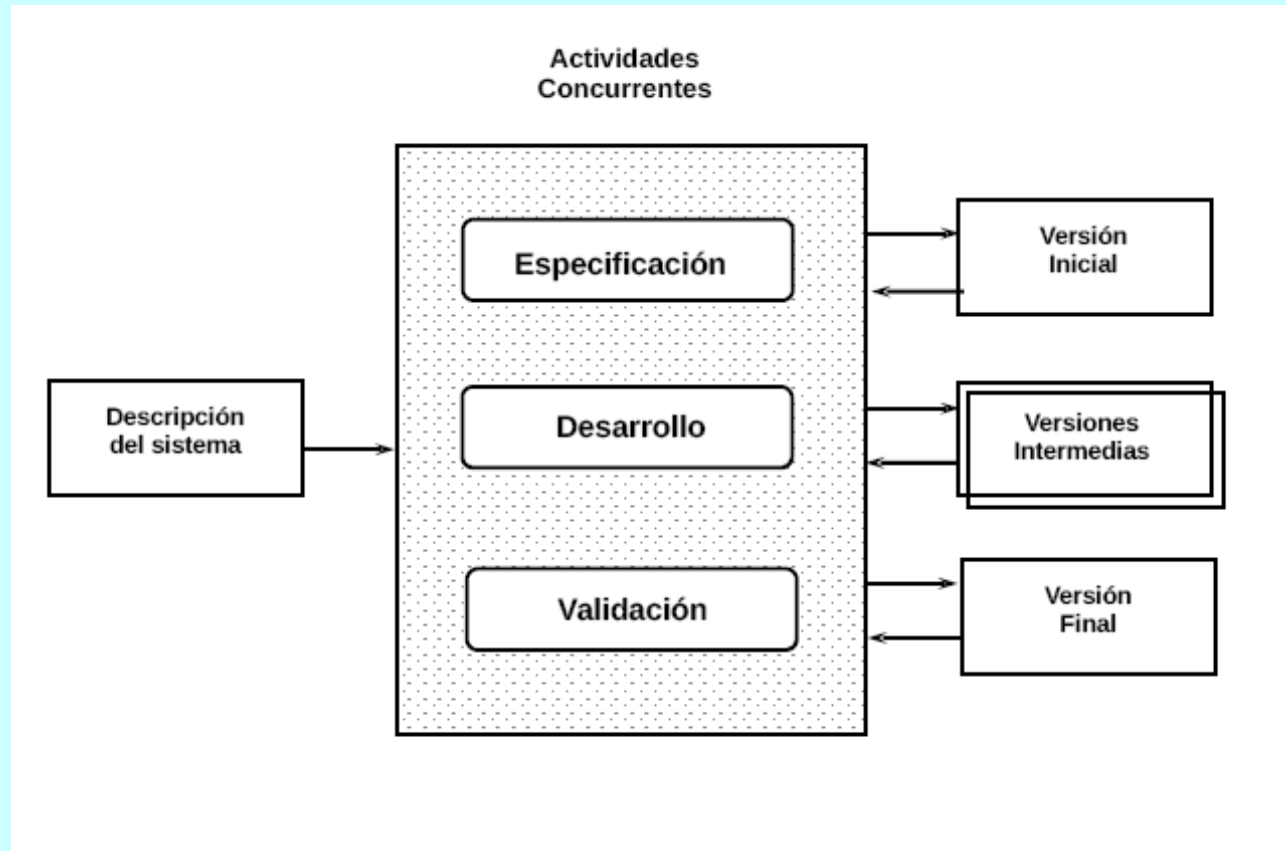 Actividades
Concurrentes
Descripción
del sistema
Especificación
Desarrollo
Validación
Versión
Inicial
Versiones
Intermedias
Versión
Final